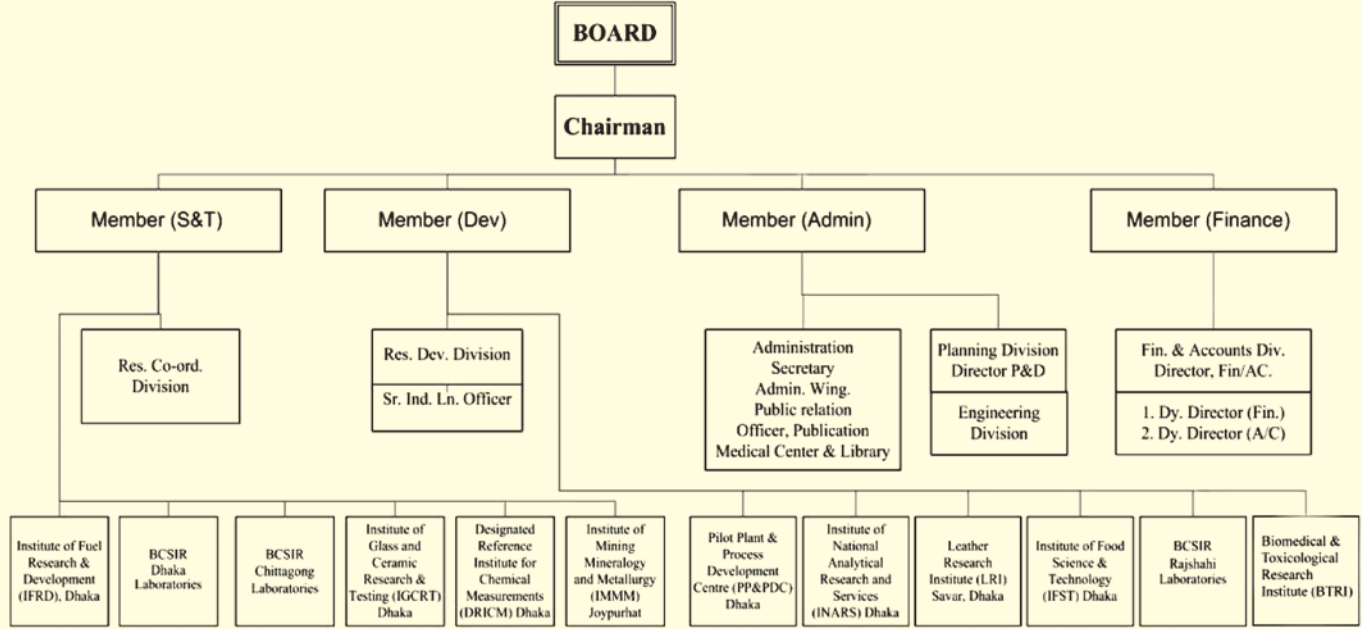 BOARD
Chairman
Member (S&T)
Member (Dev)
Member (Admin)
Member (Finance)
Res. Co-ord.
Division
Res. Dev. Division
Sr. Ind. Ln. Officer
Administration
Secretary
Admin. Wing.
Public relation
Officer, Publication
Medical Center & Library
Planning Division
Director P&D
Engineering
Division
Fin. & Accounts Div.
Director, Fin/AC.
1. Dy. Director (Fin.)
2. Dy. Director (A/C)
Institute of Fuel
Research &
Development
(IFRD), Dhaka
BCSIR
Dhaka
Laboratories
BCSIR
Chittagong
Laboratories
Institute of
Glass and
Ceramic
Research &
Testing (IGCRT)
Dhaka
Designated
Reference
Institute for
Chemical
Measurements
(DRICM) Dhaka
Institute of
Mining
Mineralogy
and Metallurgy
(IMMM)
Joypurhat
Pilot Plant &
Process
Development
Centre (PP&PDC)
Dhaka
Institute of
National
Analytical
Research and
Services
(INARS) Dhaka
Leather
Research
Institute (LRI)
Savar, Dhaka
Institute of Food
Science &
Technology
(IFST) Dhaka
BCSIR
Rajshahi
Laboratories
Biomedical &
Toxicological
Research
Institute (BTRI)